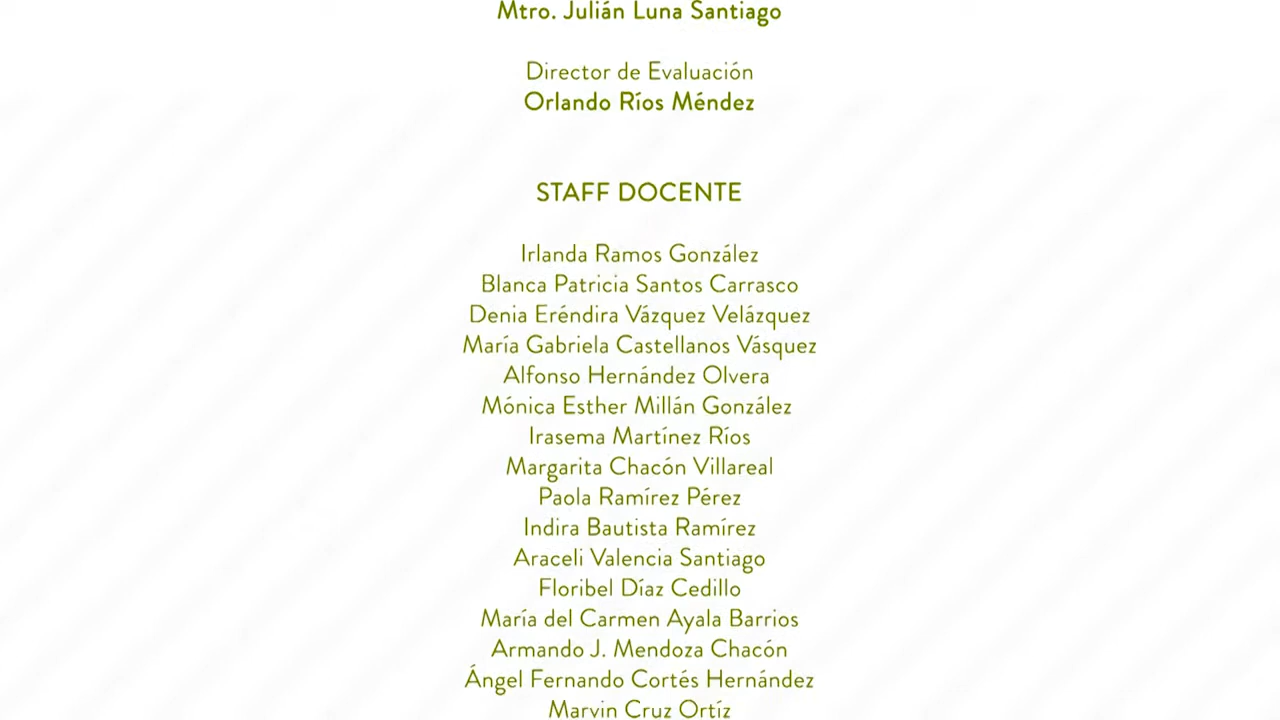 Mtro. Julián Luna Santiago
Director de Evaluación
Orlando Ríos Méndez
STAFF DOCENTE
Irlanda Ramos González
Blanca Patricia Santos Carrasco
Denia Eréndira Vázquez Velázquez
María Gabriela Castellanos Vásquez
Alfonso Hernández Olvera
Mónica Esther Millán González
Irasema Martínez Ríos
Margarita Chacón Villareal
Paola Ramírez Pérez
Indira Bautista Ramírez
Araceli Valencia Santiago
Floribel Díaz Cedillo
María del Carmen Ayala Barrios
Armando J. Mendoza Chacón
Ángel Fernando Cortés Hernández
Marvin Cruz Ortíz